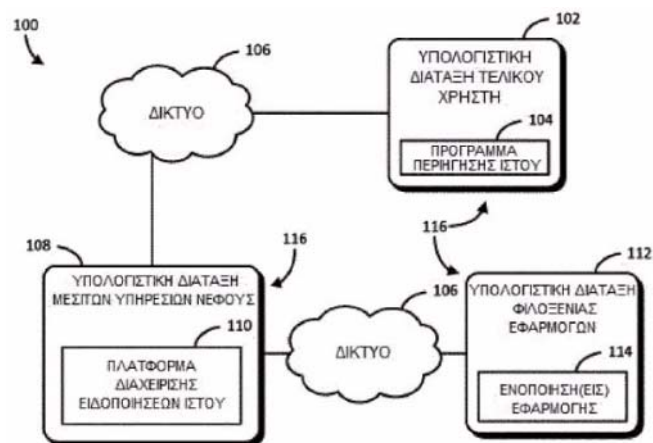 100
106
102
ΔΙΚΤΥΟ
ΥΠΟΛΟΓΙΣΤΙΚΗ
ΔΙΑΤΑΞΗ ΤΕΛΙΚΟΥ
ΧΡΗΣΤΗ
104
ΠΡΟΓΡΑΜΜΑ
ΠΕΡΙΗΓΗΣΗΣ ΙΣΤΟΥ
108
116
ΥΠΟΛΟΓΙΣΤΙΚΗ ΔΙΑΤΑΞΗ
ΜΕΣΙΤΩΝ ΥΠΗΡΕΣΙΩΝ ΝΕΦΟΥΣ
110
ΠΛΑΤΦΟΡΜΑ
ΔΙΑΧΕΙΡΙΣΗΣ
ΕΙΔΟΠΟΙΗΣΕΩΝ ΙΣΤΟΥ
106
ΔΙΚΤΥΟ
116
112
ΥΠΟΛΟΓΙΣΤΙΚΗ ΔΙΑΤΑΞΗ
ΦΙΛΟΞΕΝΙΑΣ
ΕΦΑΡΜΟΓΩΝ
114
ΕΝΟΠΟΙΗΣΗ(ΕΙΣ)
ΕΦΑΡΜΟΓΗΣ